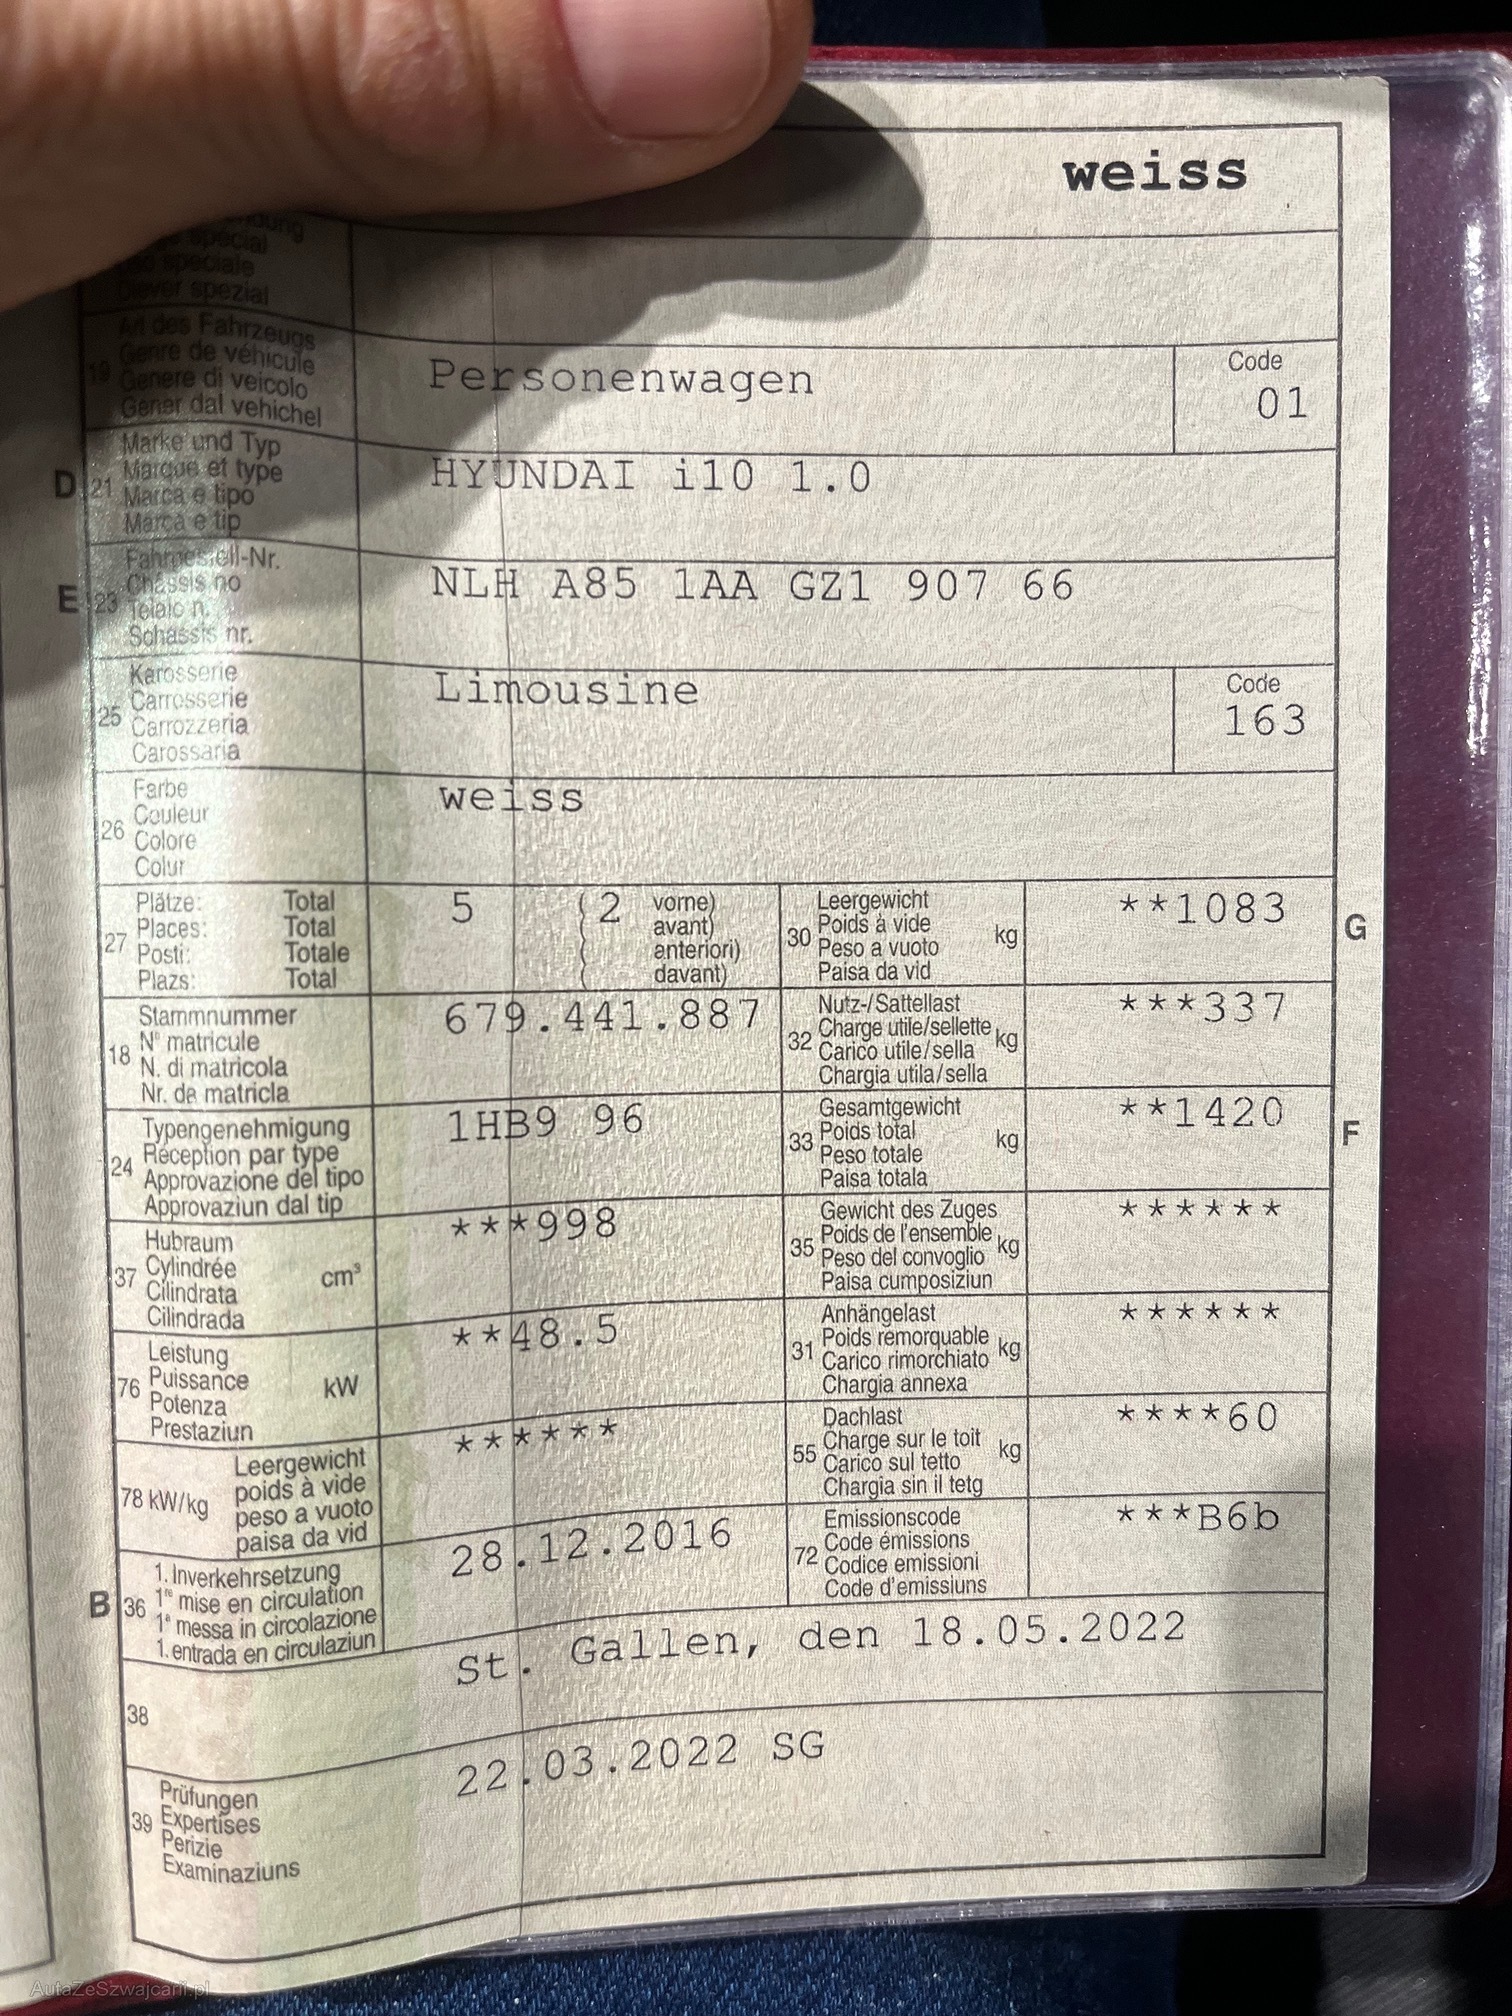 weiss
spécial
speciale
spezial
Art des Fahrzeugs
Genre de véhicule
19 Genere di veicolo
Gener dal vehichel
Personenwagen
Code
01
Marke und Typ
D 21 Marque et type
Marca e tipo
Marca e tip
HYUNDAI i10 1.0
Fahrgestell-Nr.
E 23 Châssis no
Telaio n.
Schassis nr.
NLH A85 1AA GZ1 907 66
Karosserie
25 Carrosserie
Carrozzeria
Carossaria
Limousine
Code
163
Farbe
Couleur
26 Colore
Colur
weiss
Plätze: Total
Places: Total
27 Posti: Totale
Plazs: Total
5 (2 vorne)
( avant)
( anteriori)
( davant)
Leergewicht
30 Poids à vide kg
Peso a vuoto
Paisa da vid
**1083 G
Stammnummer
18 N° matricule
N. di matricola
Nr. da matricla
679.441.887
Nutz-/Sattellast
32 Charge utile/sellette kg
Carico utile/sella
Chargia utila/sella
***337
Typengenehmigung
24 Réception par type
Approvazione del tipo
Approvaziun dal tip
1HB9 96
Gesamtgewicht
33 Poids total kg
Peso totale
Paisa totala
**1420 F
Hubraum
37 Cylindrée cm³
Cilindrata
Cilindrada
***998
Gewicht des Zuges
35 Poids de l'ensemble kg
Peso del convoglio
Paisa cumposiziun
******
Leistung
76 Puissance kW
Potenza
Prestaziun
**48.5
Anhängelast
31 Poids remorquable kg
Carico rimorchiato
Chargia annexa
******
78 kW/kg Leergewicht
poids à vide
peso a vuoto
paisa da vid
******
Dachlast
55 Charge sur le toit kg
Carico sul tetto
Chargia sin il tetg
****60
B 36 1. Inverkehrsetzung
1re mise en circulation
1a messa in circolazione
1. entrada en circulaziun
28.12.2016
Emissionscode
72 Code émissions
Codice emissioni
Code d'emissiuns
***B6b
38
St. Gallen, den 18.05.2022
Prüfungen
39 Expertises
Perizie
Examinaziuns
22.03.2022 SG
AutaZeSzwajcarii.pl